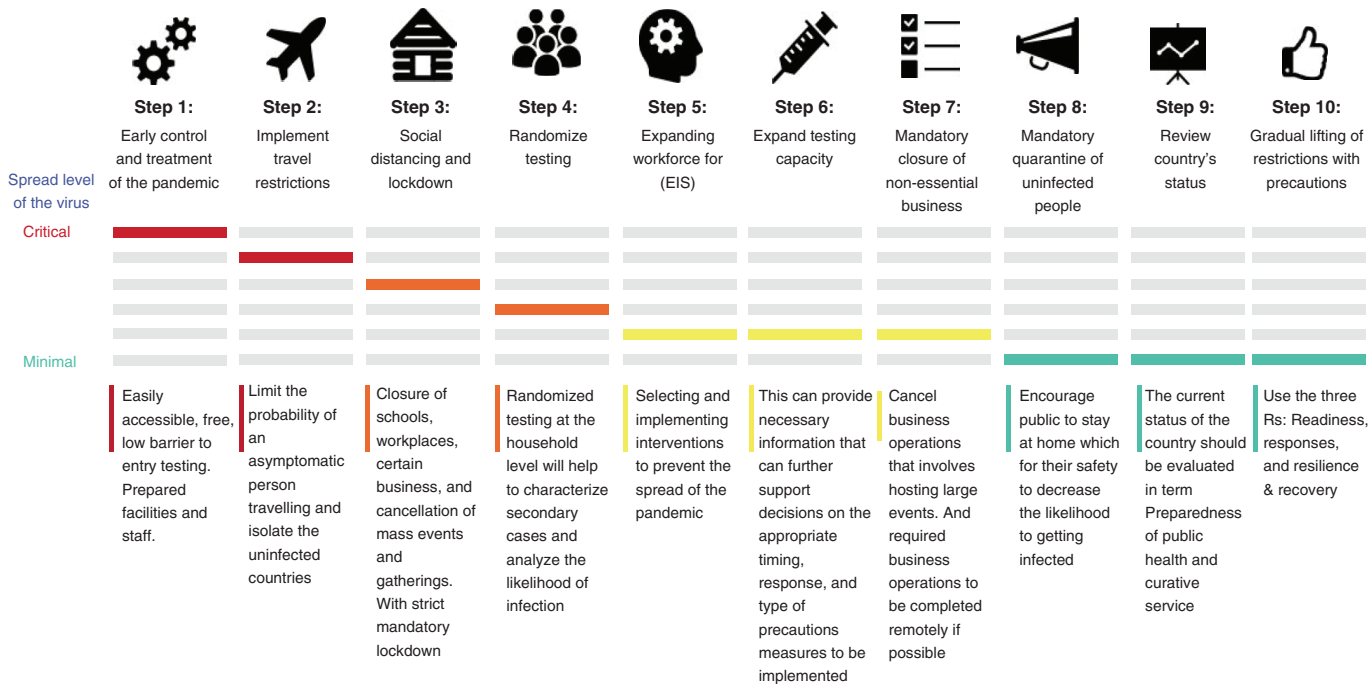 Step 1:
Early control
and treatment
of the pandemic
Step 2:
Implement
travel
restrictions
Step 3:
Social
distancing and
lockdown
Step 4:
Randomize
testing
Step 5:
Expanding
workforce for
(EIS)
Step 6:
Expand testing
capacity
Step 7:
Mandatory
closure of
non-essential
business
Step 8:
Mandatory
quarantine of
uninfected
people
Step 9:
Review
country's
status
Step 10:
Gradual lifting of
restrictions with
precautions
Spread level
of the virus
Critical
Minimal
Easily
accessible, free,
low barrier to
entry testing.
Prepared
facilities and
staff.
Limit the
probability of
an
asymptomatic
person
travelling and
isolate the
uninfected
countries
Closure of
schools,
workplaces,
certain
business, and
cancellation of
mass events
and
gatherings.
With strict
mandatory
lockdown
Randomized
testing at the
household
level will help
to characterize
secondary
cases and
analyze the
likelihood of
infection
Selecting and
implementing
interventions
to prevent the
spread of the
pandemic
This can provide
necessary
information that
can further
support
decisions on the
appropriate
timing,
response, and
type of
precautions
measures to be
implemented
Cancel
business
operations
that involves
hosting large
events. And
required
business
operations to
be completed
remotely if
possible
Encourage
public to stay
at home which
for their safety
to decrease
the likelihood
to getting
infected
The current
status of the
country should
be evaluated
in term
Preparedness
of public
health and
curative
service
Use the three
Rs: Readiness,
responses,
and resilience
& recovery